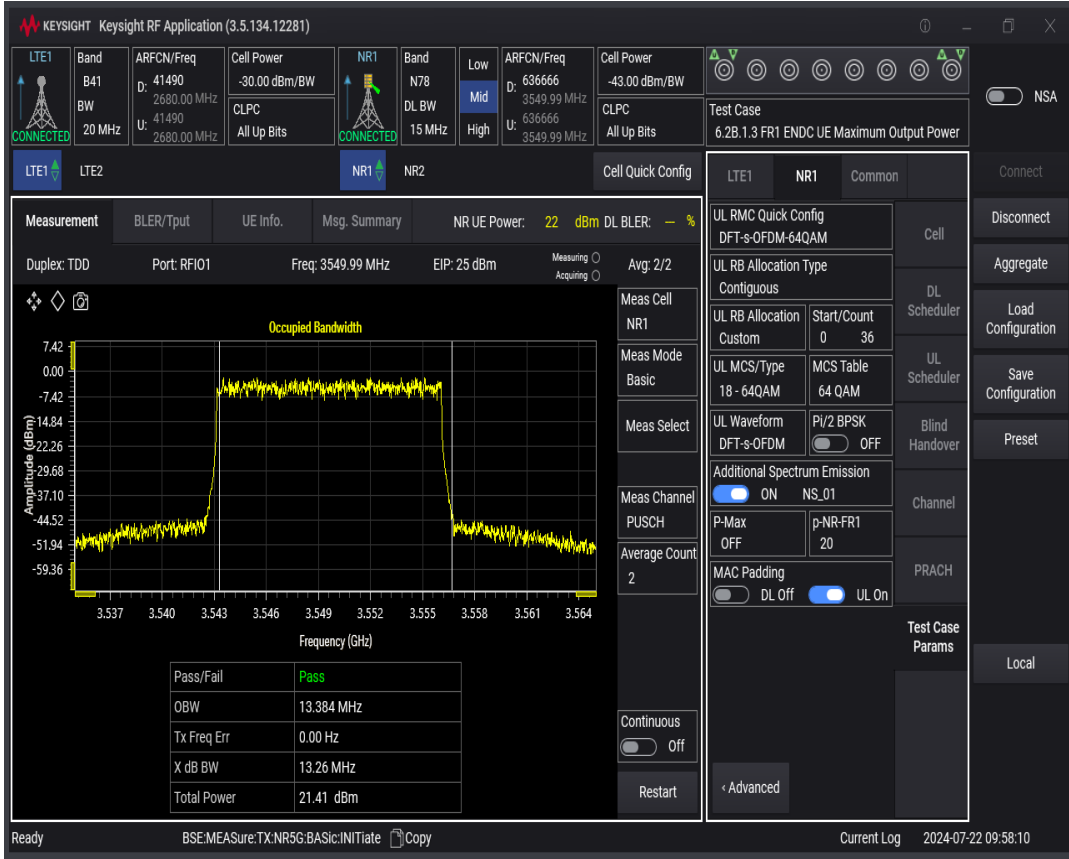 KEYSIGHT Keysight RF Application (3.5.134.12281)
LTE1 Band ARFCN/Freq Cell Power NR1 Band Low ARFCN/Freq Cell Power
B41 D: 41490 -30.00 dBm/BW N78 D: 636666 -43.00 dBm/BW
2680.00 MHz Mid 3549.99 MHz
BW U: 41490 CLPC DL BW U: 636666 CLPC
CONNECTED 20 MHz 2680.00 MHz All Up Bits CONNECTED 15 MHz High 3549.99 MHz All Up Bits
NSA
Test Case
6.2B.1.3 FR1 ENDC UE Maximum Output Power
LTE1 LTE2 NR1 NR2 Cell Quick Config
LTE1 NR1 Common
Connect
Measurement BLER/Tput UE Info. Msg. Summary NR UE Power: 22 dBm DL BLER: -- %
Duplex: TDD Port: RFIO1 Freq: 3549.99 MHz EIP: 25 dBm Measuring Avg: 2/2
Acquiring
Occupied Bandwidth
7.42
0.00
-7.42
-14.84
-22.26
-29.68
-37.10
-44.52
-51.94
-59.36
Amplitude (dBm)
3.537 3.540 3.543 3.546 3.549 3.552 3.555 3.558 3.561 3.564
Frequency (GHz)
Pass/Fail Pass
OBW 13.384 MHz
Tx Freq Err 0.00 Hz
X dB BW 13.26 MHz
Total Power 21.41 dBm
Meas Cell
NR1
Meas Mode
Basic
Meas Select
Meas Channel
PUSCH
Average Count
2
Continuous
Off
Restart
UL RMC Quick Config
DFT-s-OFDM-64QAM
UL RB Allocation Type
Contiguous
UL RB Allocation Start/Count
Custom 0 36
UL MCS/Type MCS Table
18 - 64QAM 64 QAM
UL Waveform Pi/2 BPSK
DFT-s-OFDM OFF
Additional Spectrum Emission
ON NS_01
P-Max p-NR-FR1
OFF 20
MAC Padding
DL Off UL On
‹ Advanced
Cell
DL
Scheduler
UL
Scheduler
Blind
Handover
Channel
PRACH
Test Case
Params
Disconnect
Aggregate
Load
Configuration
Save
Configuration
Preset
Local
Ready BSE:MEASure:TX:NR5G:BASic:INITiate Copy Current Log 2024-07-22 09:58:10